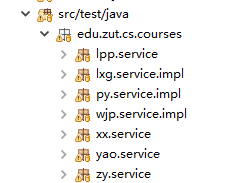 src/test/java
edu.zut.cs.courses
lpp.service
lxg.service.impl
py.service.impl
wjp.service.impl
xx.service
yao.service
zy.service